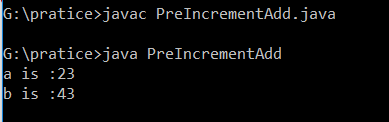 G:\pratice>javac PreIncrementAdd.java
G:\pratice>java PreIncrementAdd
a is :23
b is :43